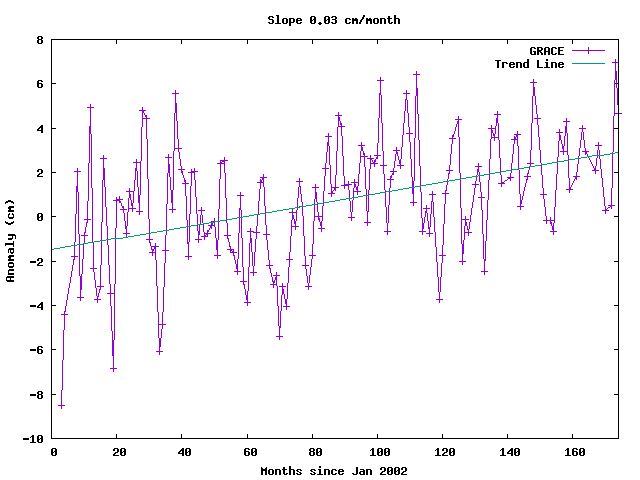 Slope 0.03 cm/month
GRACE
Trend Line
8
6
4
2
0
-2
-4
-6
-8
-10
Anomaly (cm)
0 20 40 60 80 100 120 140 160
Months since Jan 2002